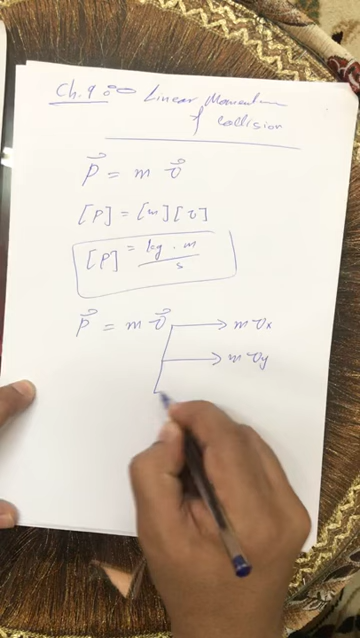 Ch.9 :- Linear Momentum
& collision
p⃗ = m v⃗
[p] = [m][v]
[p] = kg . m / s
p⃗ = m v⃗ → m vx
→ m vy